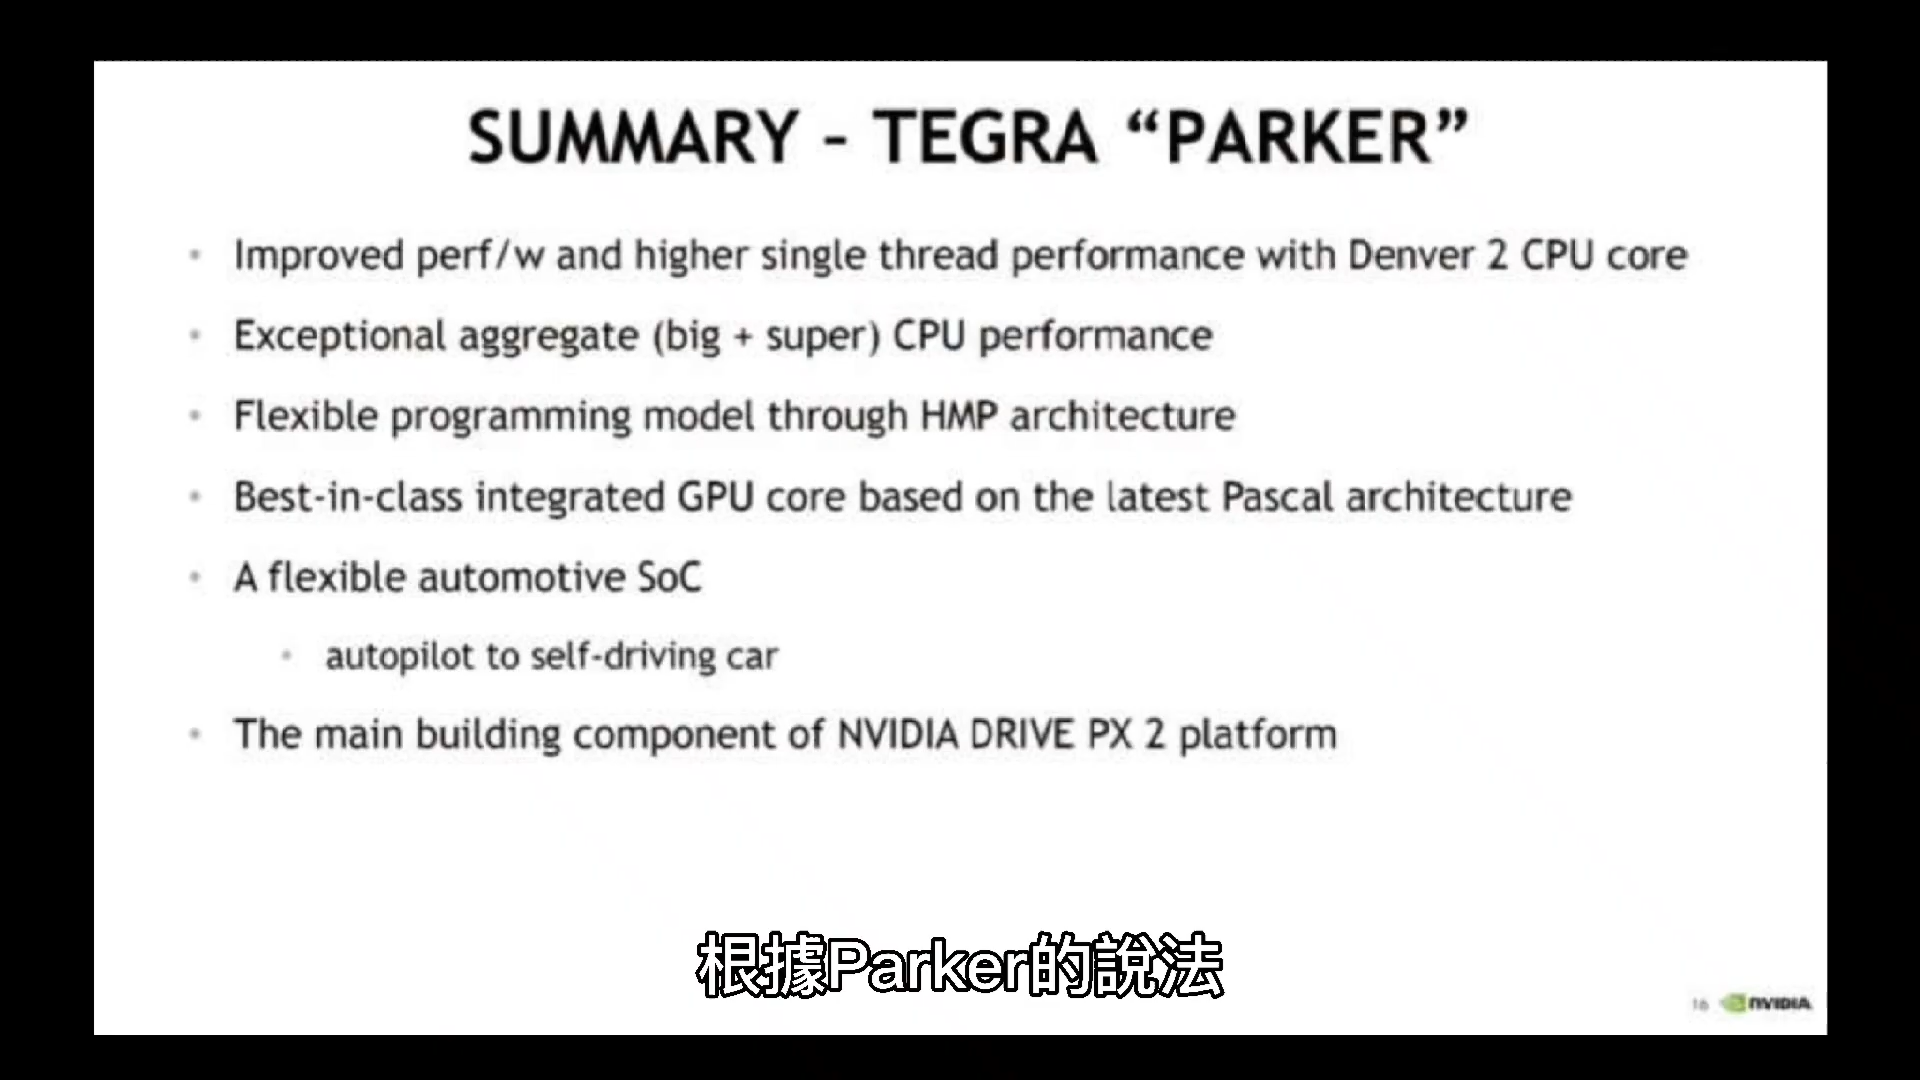 SUMMARY – TEGRA “PARKER”
• Improved perf/w and higher single thread performance with Denver 2 CPU core
• Exceptional aggregate (big + super) CPU performance
• Flexible programming model through HMP architecture
• Best-in-class integrated GPU core based on the latest Pascal architecture
• A flexible automotive SoC
• autopilot to self-driving car
• The main building component of NVIDIA DRIVE PX 2 platform
根據Parker的說法
16 NVIDIA